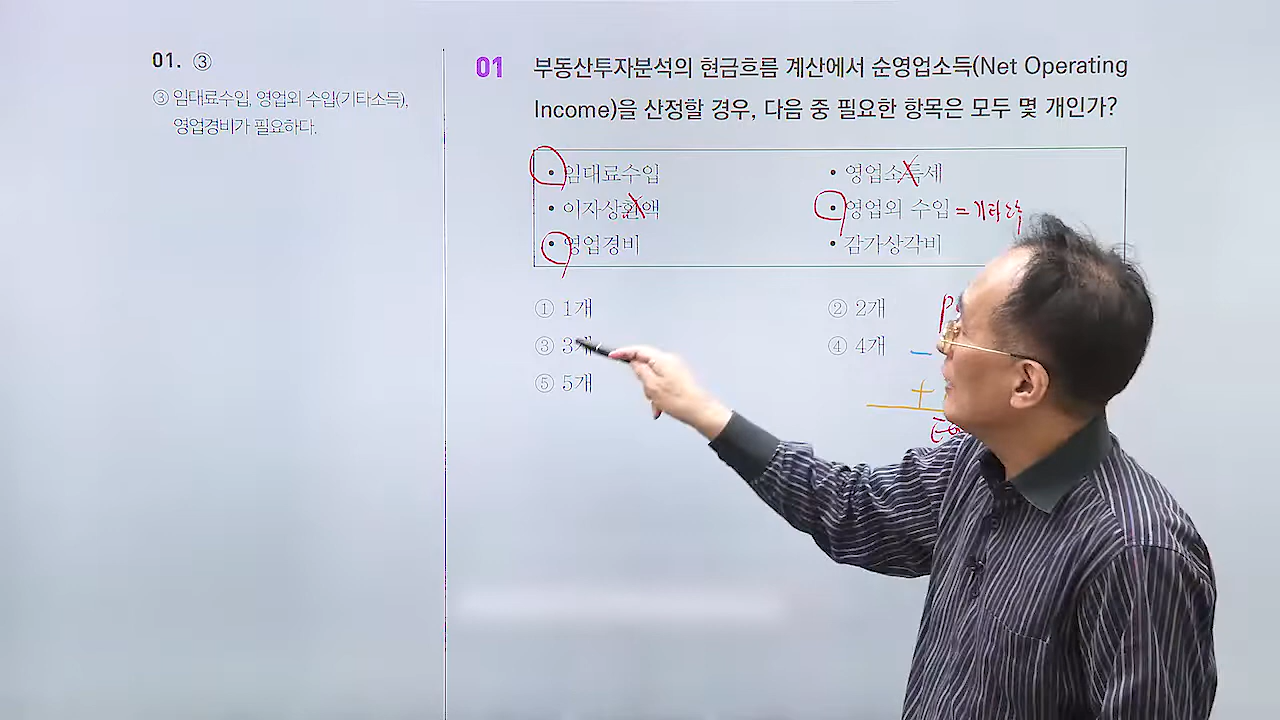 01. ③
③ 임대료수입, 영업외 수입(기타소득),
영업경비가 필요하다.
01 부동산투자분석의 현금흐름 계산에서 순영업소득(Net Operating
Income)을 산정할 경우, 다음 중 필요한 항목은 모두 몇 개인가?
• 임대료수입 • 영업소득세
• 이자상환액 • 영업외 수입 =기타
• 영업경비 • 감가상각비
① 1개 ② 2개
③ 3개 ④ 4개
⑤ 5개